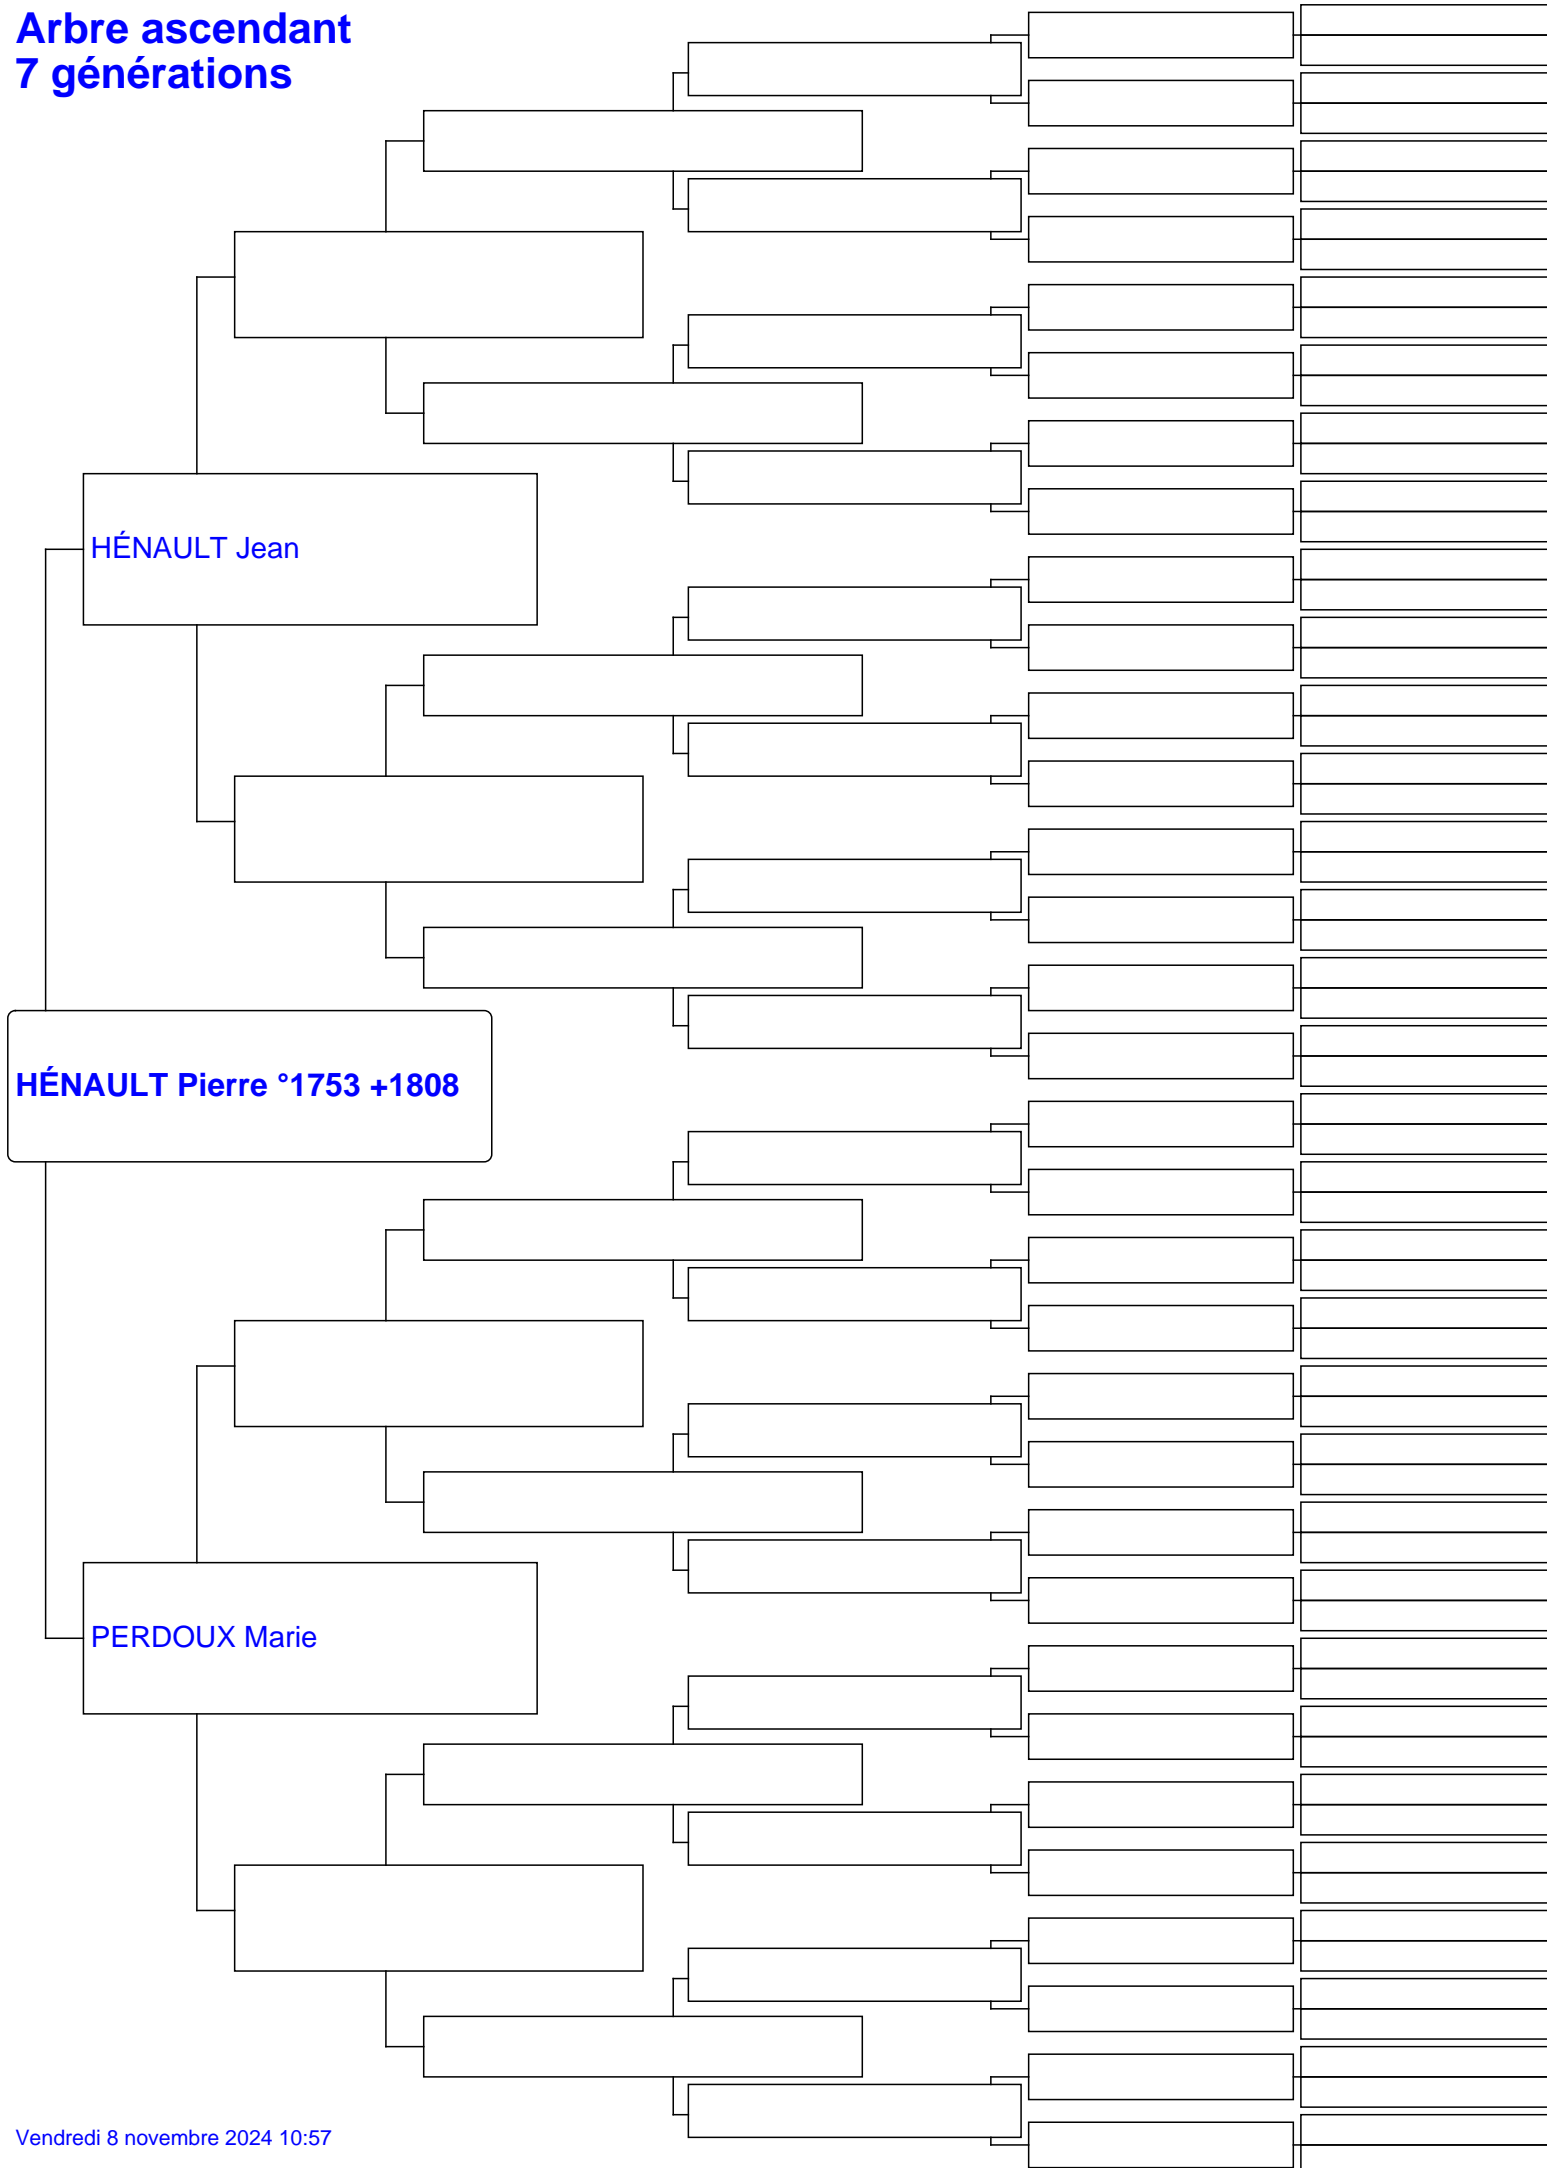 Arbre ascendant
7 générations
HÉNAULT Jean
HÉNAULT Pierre °1753 +1808
PERDOUX Marie
Vendredi 8 novembre 2024 10:57